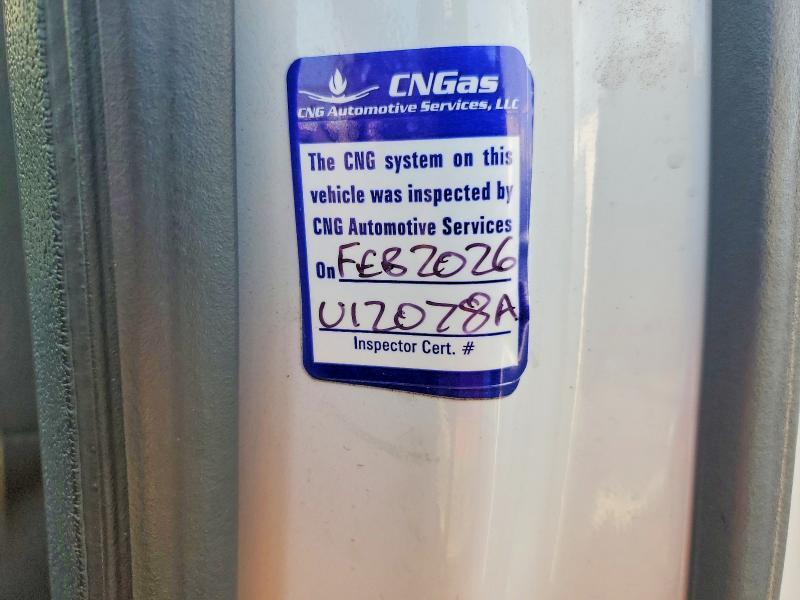 CNGas
CNG Automotive Services, LLC
The CNG system on this
vehicle was inspected by
CNG Automotive Services
On FEB 2026
U12078A
Inspector Cert. #